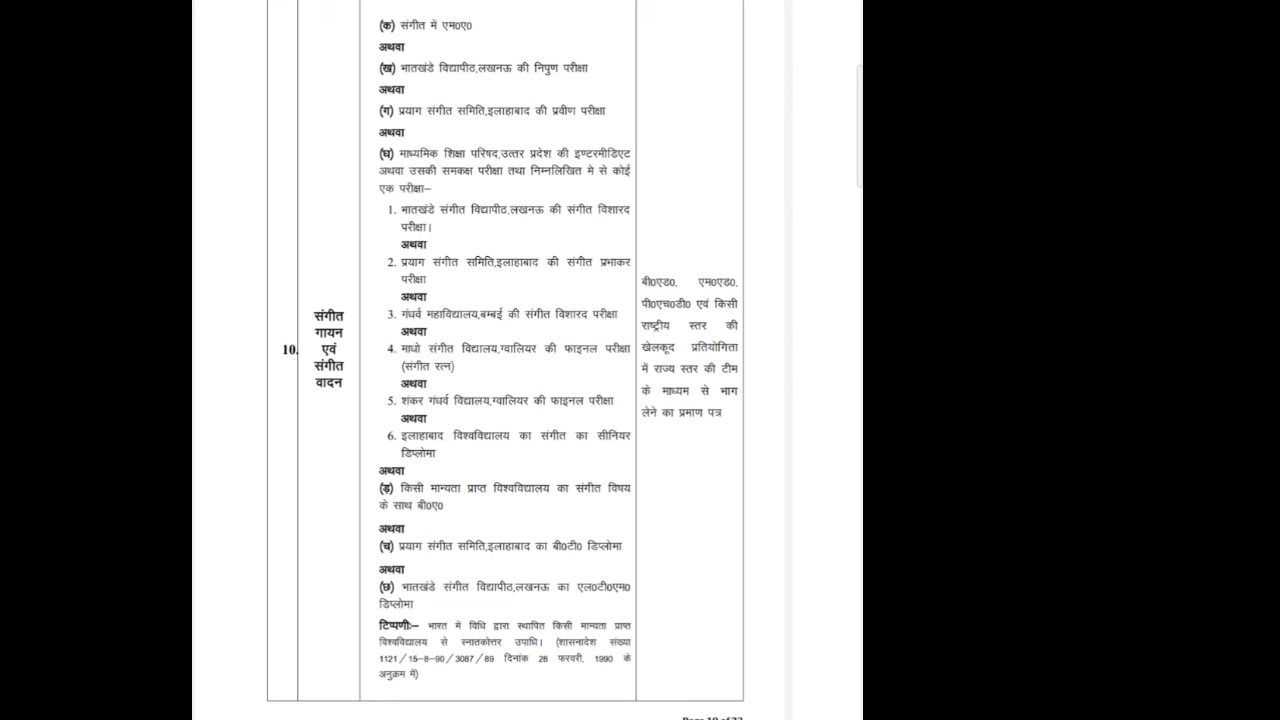 (क) संगीत में एम0ए0
अथवा
(ख) भातखंडे विद्यापीठ,लखनऊ की निपुण परीक्षा
अथवा
(ग) प्रयाग संगीत समिति,इलाहाबाद की प्रवीण परीक्षा
अथवा
(घ) माध्यमिक शिक्षा परिषद,उत्तर प्रदेश की इण्टरमीडिएट
अथवा उसकी समकक्ष परीक्षा तथा निम्नलिखित मे से कोई
एक परीक्षा–
1. भातखंडे संगीत विद्यापीठ,लखनऊ की संगीत विशारद
परीक्षा।
अथवा
2. प्रयाग संगीत समिति,इलाहाबाद की संगीत प्रभाकर
परीक्षा
अथवा
3. गंधर्व महाविद्यालय,बम्बई की संगीत विशारद परीक्षा
अथवा
4. माधो संगीत विद्यालय,ग्वालियर की फाइनल परीक्षा
(संगीत रत्न)
अथवा
5. शंकर गंधर्व विद्यालय,ग्वालियर की फाइनल परीक्षा
अथवा
6. इलाहाबाद विश्वविद्यालय का संगीत का सीनियर
डिप्लोमा
अथवा
(ड़) किसी मान्यता प्राप्त विश्वविद्यालय का संगीत विषय
के साथ बी0ए0
अथवा
(च) प्रयाग संगीत समिति,इलाहाबाद का बी0टी0 डिप्लोमा
अथवा
(छ) भातखंडे संगीत विद्यापीठ,लखनऊ का एल0टी0एम0
डिप्लोमा
टिप्पणीः– भारत में विधि द्वारा स्थापित किसी मान्यता प्राप्त
विश्वविद्यालय से स्नातकोत्तर उपाधि। (शासनादेश संख्या
1121/15–8–90/3087/89 दिनांक 28 फरवरी, 1990 के
अनुक्रम में)
10.
संगीत
गायन
एवं
संगीत
वादन
बी0एड0, एम0एड0,
पी0एच0डी0 एवं किसी
राष्ट्रीय स्तर की
खेलकूद प्रतियोगिता
में राज्य स्तर की टीम
के माध्यम से भाग
लेने का प्रमाण पत्र